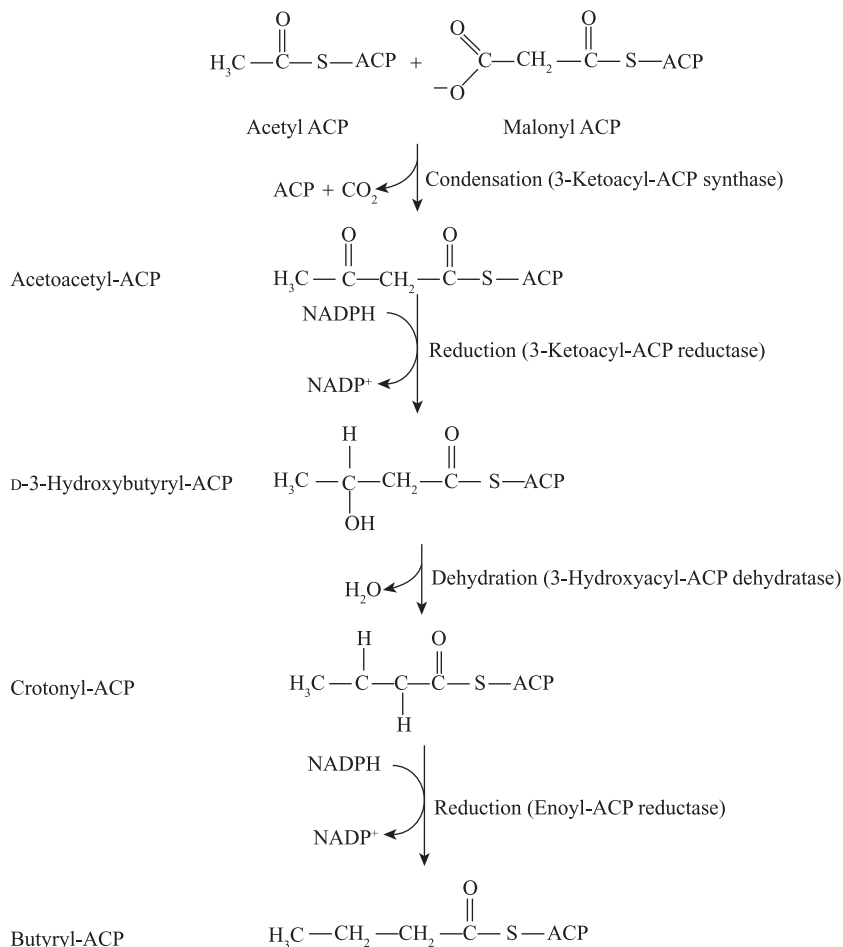 O
H₃C—C—S—ACP +
O
O
C—CH₂—C—S—ACP
⁻O
Acetyl ACP
Malonyl ACP
ACP + CO₂
Condensation (3-Ketoacyl-ACP synthase)
O
O
Acetoacetyl-ACP
H₃C—C—CH₂—C—S—ACP
NADPH
Reduction (3-Ketoacyl-ACP reductase)
NADP⁺
H
O
D-3-Hydroxybutyryl-ACP
H₃C—C—CH₂—C—S—ACP
OH
H₂O
Dehydration (3-Hydroxyacyl-ACP dehydratase)
H
O
Crotonyl-ACP
H₃C—C—C—C—S—ACP
H
NADPH
Reduction (Enoyl-ACP reductase)
NADP⁺
O
Butyryl-ACP
H₃C—CH₂—CH₂—C—S—ACP